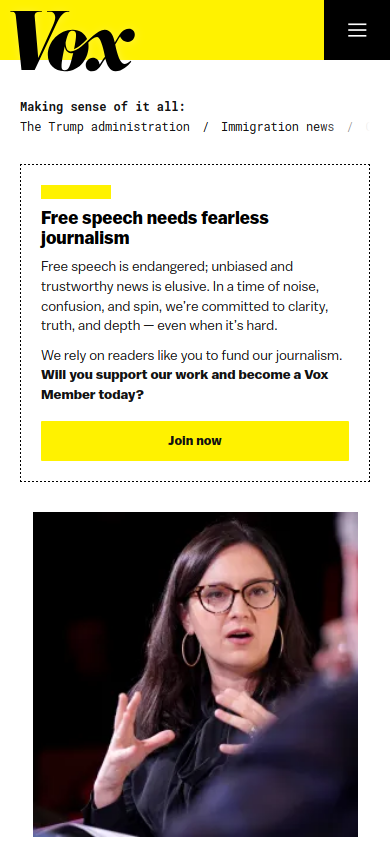 Vox
Making sense of it all:
The Trump administration / Immigration news /
Free speech needs fearless
journalism
Free speech is endangered; unbiased and
trustworthy news is elusive. In a time of noise,
confusion, and spin, we're committed to clarity,
truth, and depth — even when it's hard.
We rely on readers like you to fund our journalism.
Will you support our work and become a Vox
Member today?
Join now